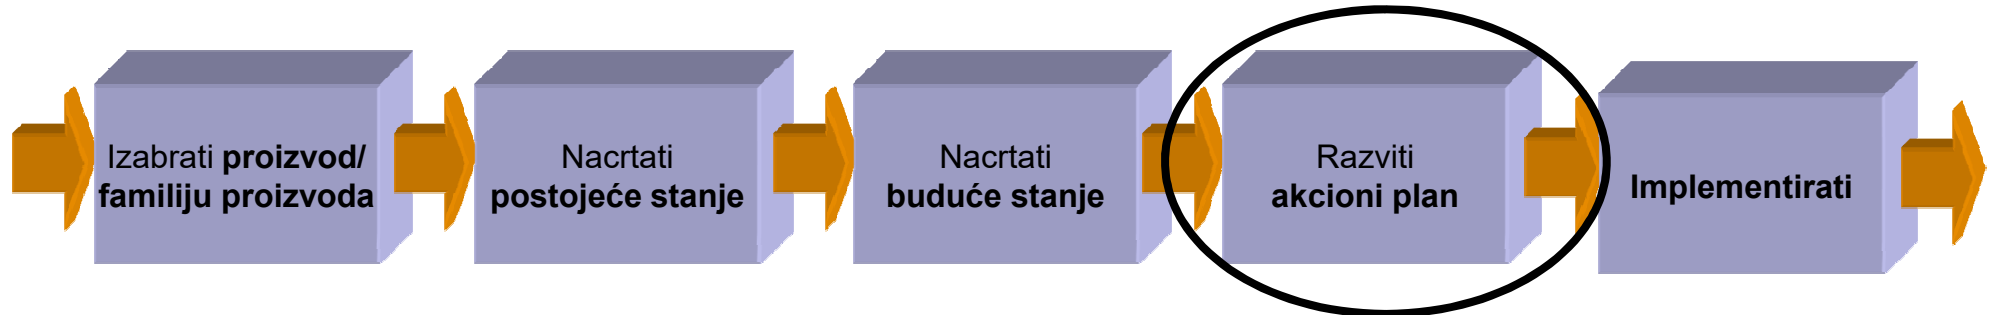 Izabrati proizvod/
familiju proizvoda
Nacrtati
postojeće stanje
Nacrtati
buduće stanje
Razviti
akcioni plan
Implementirati